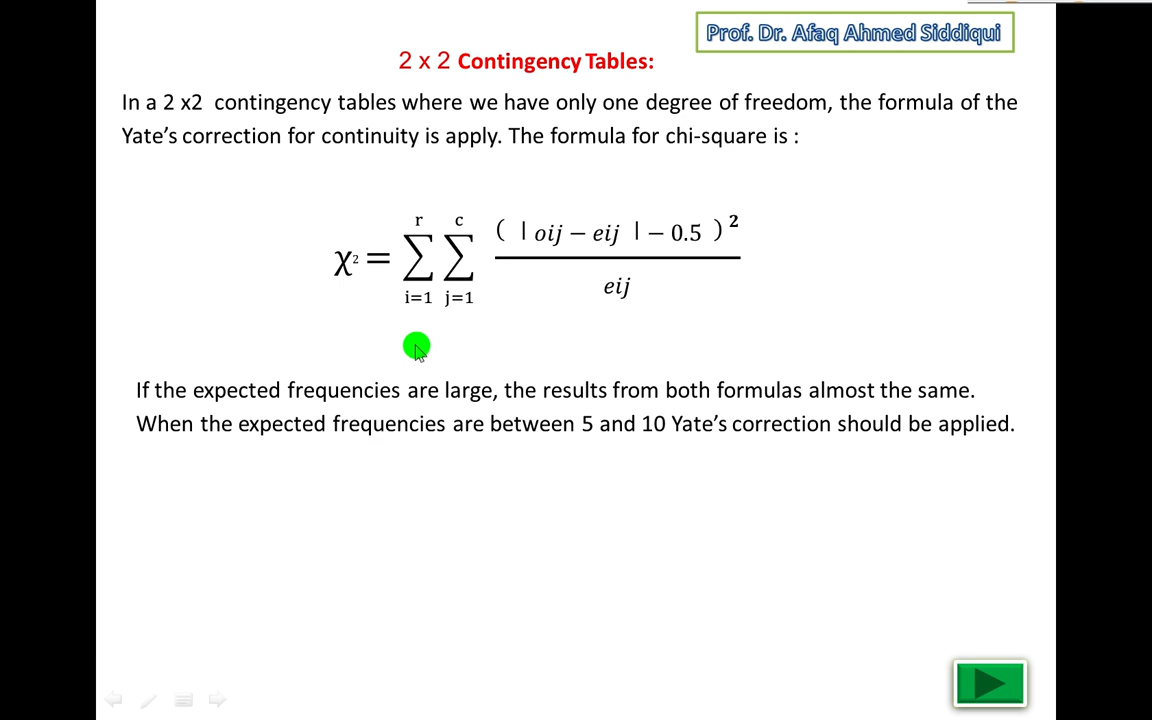 Prof. Dr. Afaq Ahmed Siddiqui
2 x 2 Contingency Tables:
In a 2 x2 contingency tables where we have only one degree of freedom, the formula of the
Yate’s correction for continuity is apply. The formula for chi-square is :
r c
χ2 = ∑ ∑ ( | oij − eij | − 0.5 )2
i=1 j=1
eij
If the expected frequencies are large, the results from both formulas almost the same.
When the expected frequencies are between 5 and 10 Yate’s correction should be applied.